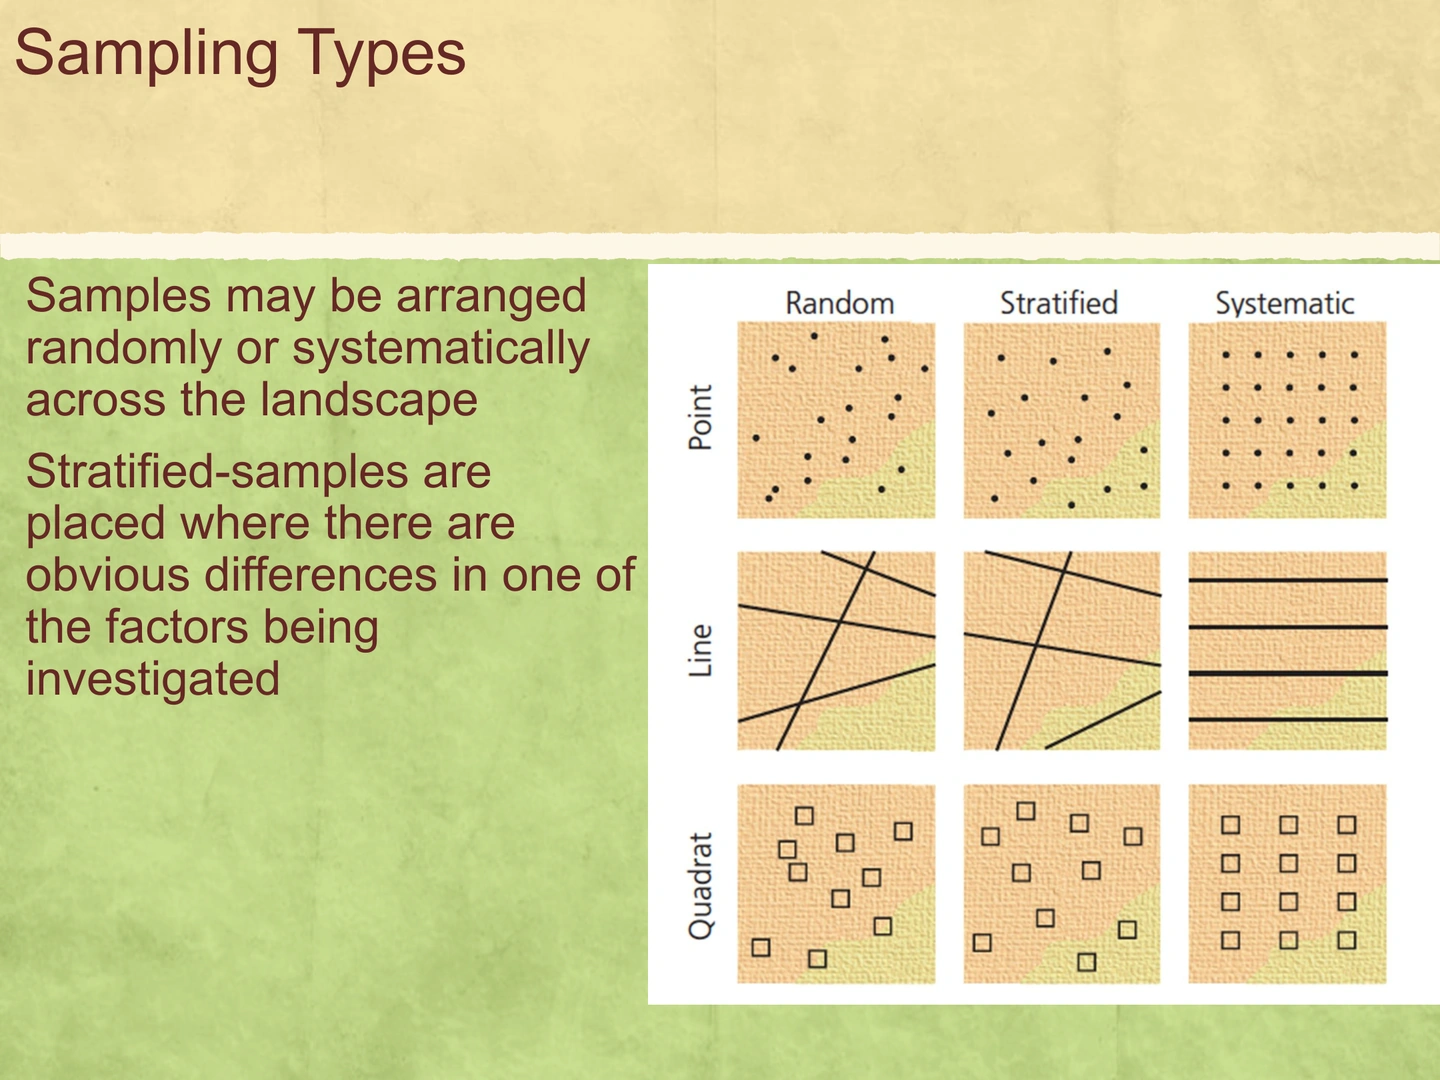 Sampling Types
Samples may be arranged
randomly or systematically
across the landscape
Stratified-samples are
placed where there are
obvious differences in one of
the factors being
investigated
Random
Stratified
Systematic
Point
Line
Quadrat